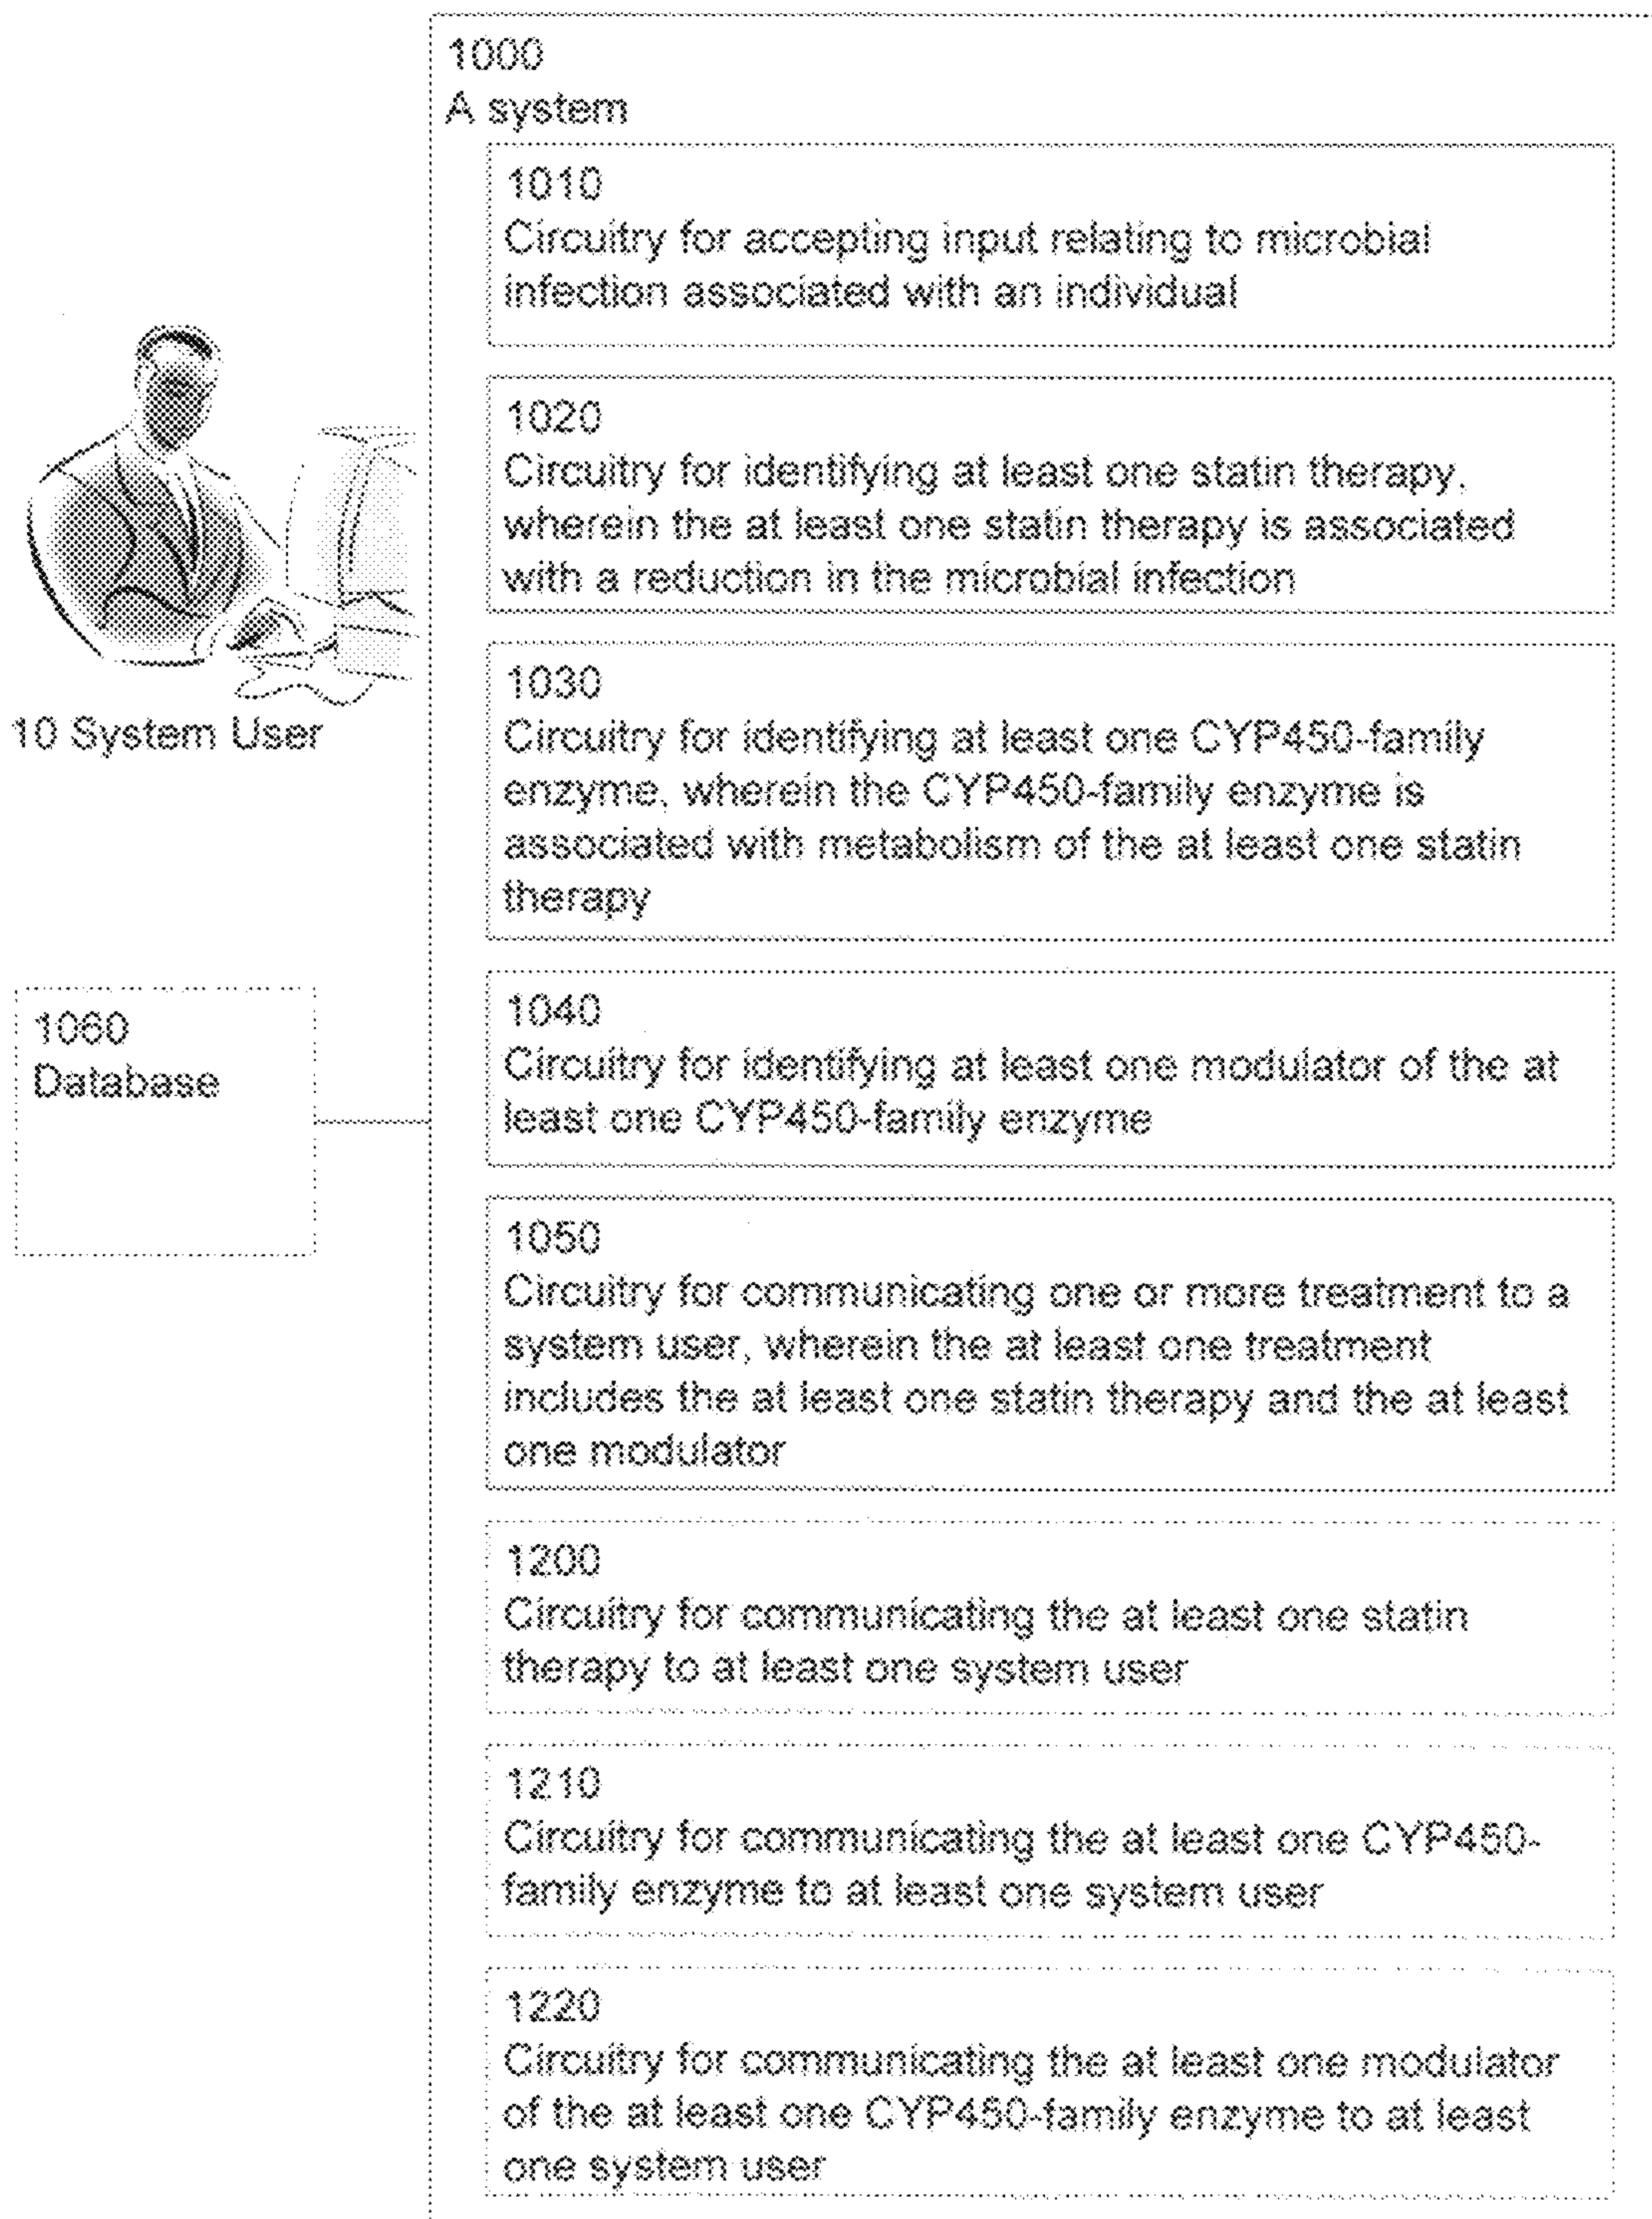 1000
A system
1010
Circuitry for accepting input relating to microbial
infection associated with an individual
1020
Circuitry for identifying at least one statin therapy,
wherein the at least one statin therapy is associated
with a reduction in the microbial infection
10 System User
1030
Circuitry for identifying at least one CYP450-family
enzyme, wherein the CYP450-family enzyme is
associated with metabolism of the at least one statin
therapy
1060
Database
1040
Circuitry for identifying at least one modulator of the at
least one CYP450-family enzyme
1050
Circuitry for communicating one or more treatment to a
system user, wherein the at least one treatment
includes the at least one statin therapy and the at least
one modulator
1200
Circuitry for communicating the at least one statin
therapy to at least one system user
1210
Circuitry for communicating the at least one CYP450-
family enzyme to at least one system user
1220
Circuitry for communicating the at least one modulator
of the at least one CYP450-family enzyme to at least
one system user